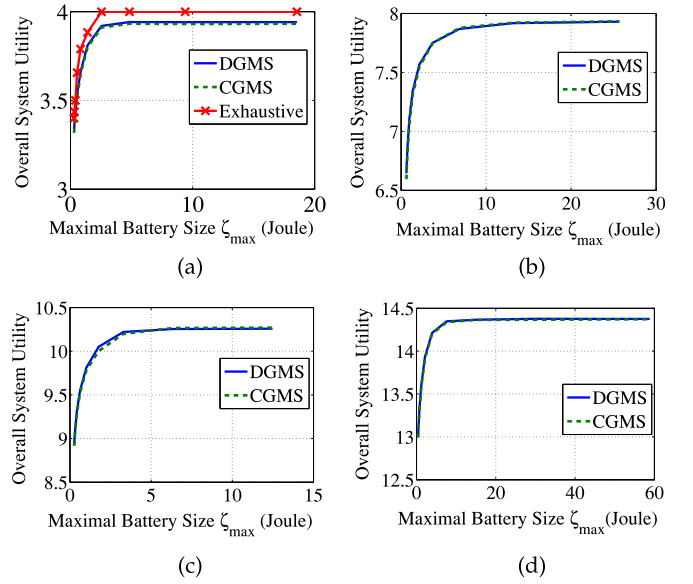 4
3.5
3
0
10
20
Overall System Utility
Maximal Battery Size ζmax (Joule)
DGMS
CGMS
Exhaustive
(a)
8
7.5
7
6.5
0
10
20
30
Overall System Utility
Maximal Battery Size ζmax (Joule)
DGMS
CGMS
(b)
10.5
10
9.5
9
8.5
0
5
10
15
Overall System Utility
Maximal Battery Size ζmax (Joule)
DGMS
CGMS
(c)
14.5
14
13.5
13
12.5
0
20
40
60
Overall System Utility
Maximal Battery Size ζmax (Joule)
DGMS
CGMS
(d)